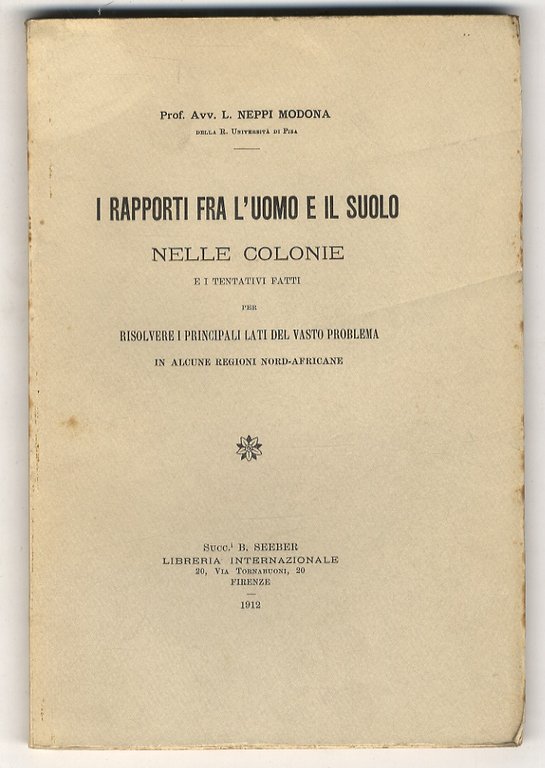 Prof. Avv. L. NEPPI MODONA
DELLA R. UNIVERSITÀ DI PISA
I RAPPORTI FRA L'UOMO E IL SUOLO
NELLE COLONIE
E I TENTATIVI FATTI
PER
RISOLVERE I PRINCIPALI LATI DEL VASTO PROBLEMA
IN ALCUNE REGIONI NORD-AFRICANE
SUCC.i B. SEEBER
LIBRERIA INTERNAZIONALE
20, VIA TORNABUONI, 20
FIRENZE
1912